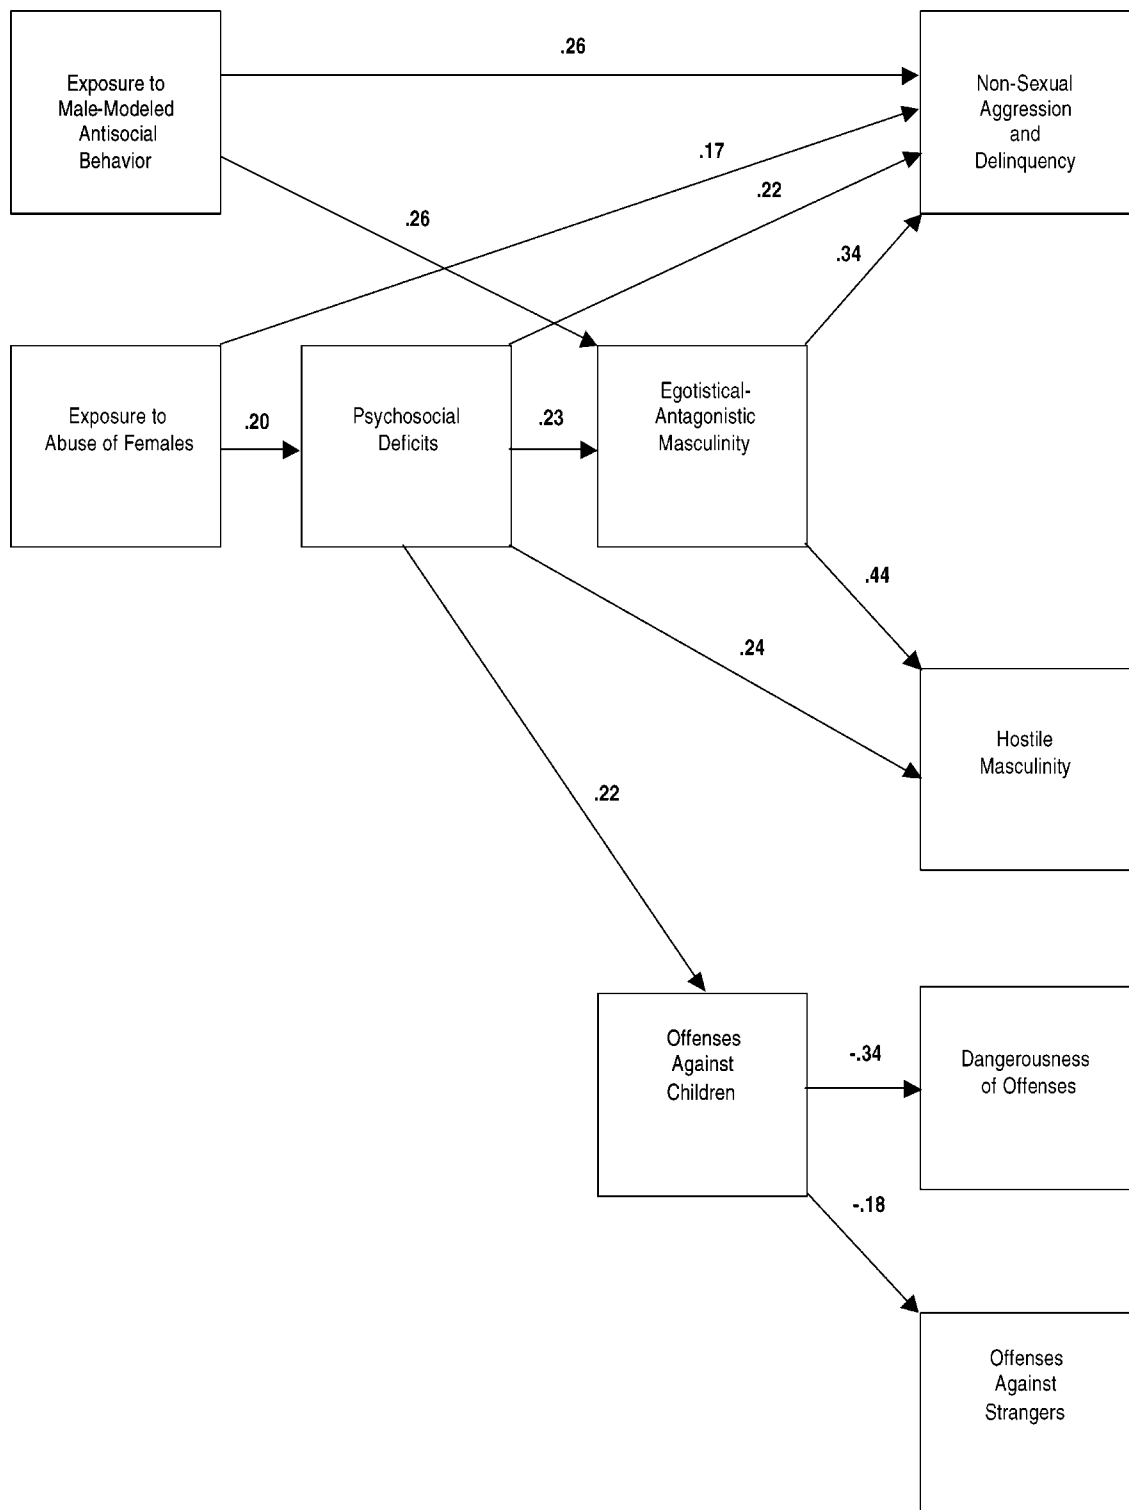 .26
Exposure to
Male-Modeled
Antisocial
Behavior
Non-Sexual
Aggression
and
Delinquency
.17
.22
.26
.34
Exposure to
Abuse of Females
.20
Psychosocial
Deficits
.23
Egotistical-
Antagonistic
Masculinity
.44
.24
Hostile
Masculinity
.22
Offenses
Against
Children
-.34
Dangerousness
of Offenses
-.18
Offenses
Against
Strangers